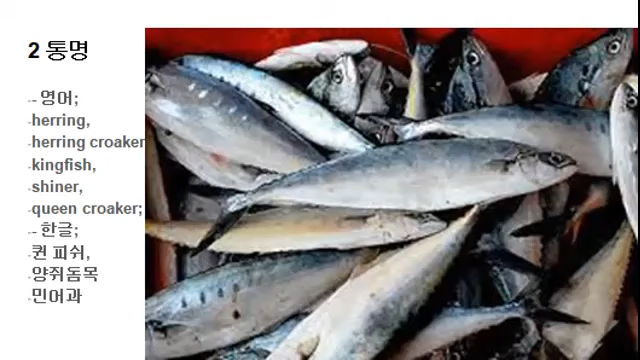 2 통명
-- 영어;
-herring,
-herring croaker
-kingfish,
-shiner,
-queen croaker;
-- 한글;
-퀸 피쉬,
-양쥐돔목
-민어과